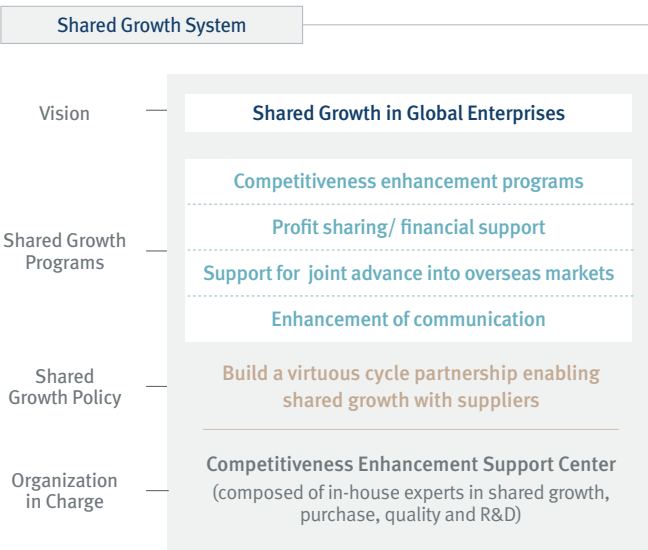 Shared Growth System
Vision
Shared Growth in Global Enterprises
Shared Growth
Programs
Competitiveness enhancement programs
Profit sharing/ financial support
Support for joint advance into overseas markets
Enhancement of communication
Shared
Growth Policy
Build a virtuous cycle partnership enabling
shared growth with suppliers
Organization
in Charge
Competitiveness Enhancement Support Center
(composed of in-house experts in shared growth,
purchase, quality and R&D)